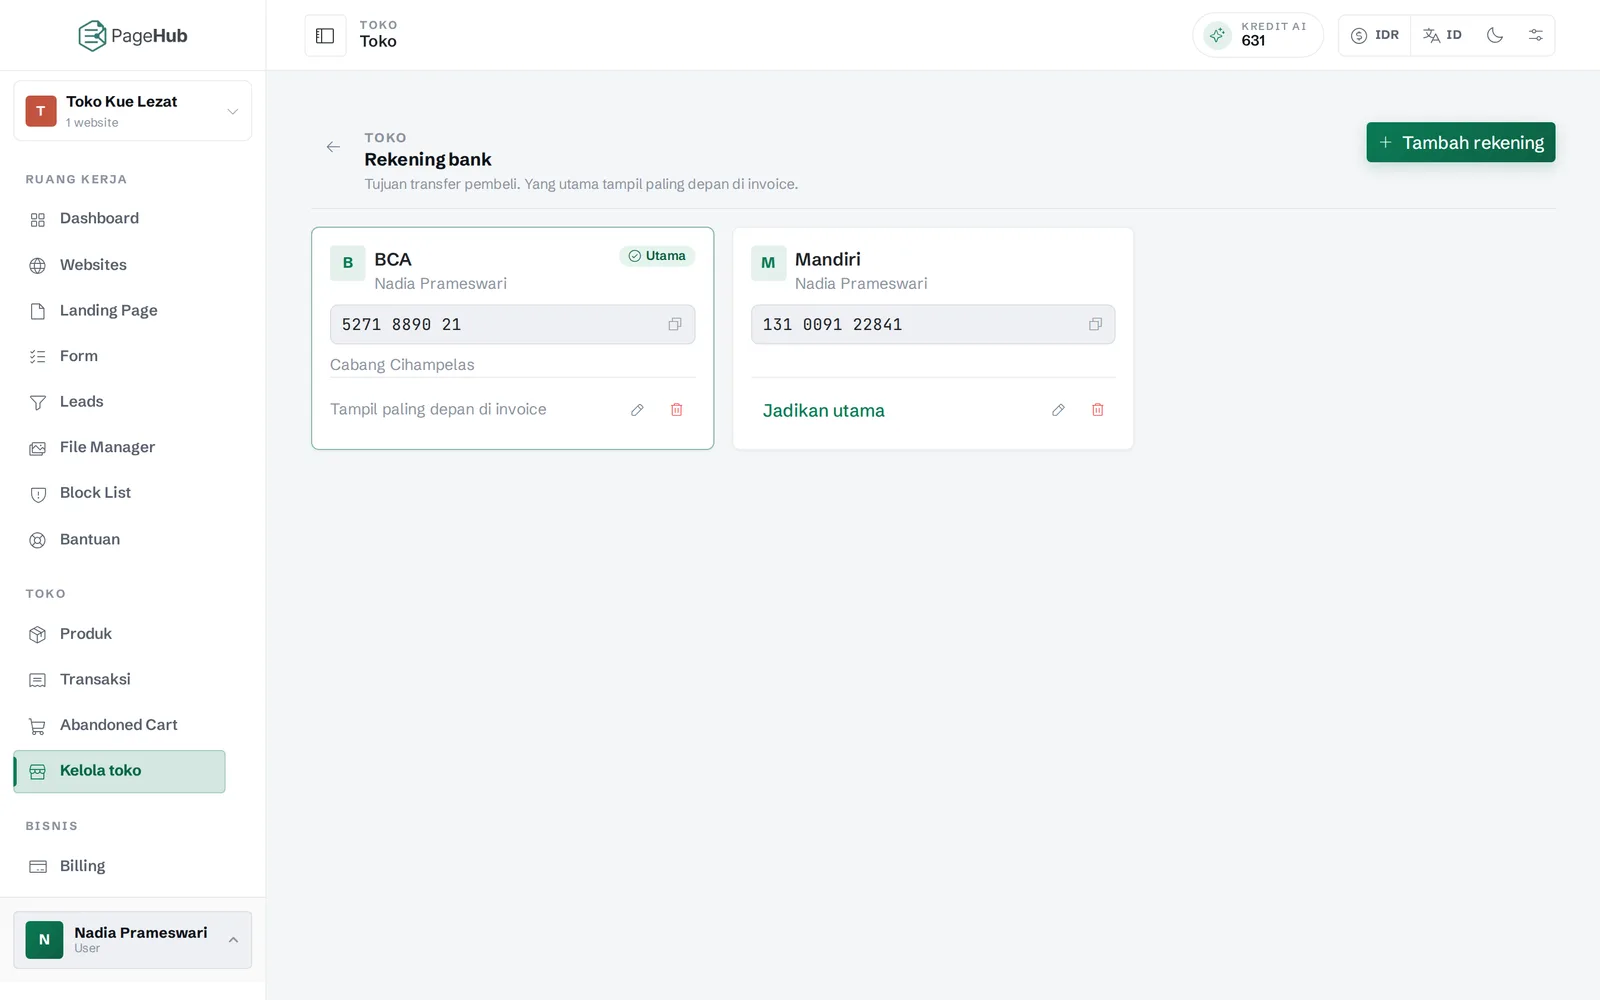 PageHub
TOKO
Toko
KREDIT AI
631
IDR
ID
T
Toko Kue Lezat
1 website
RUANG KERJA
Dashboard
Websites
Landing Page
Form
Leads
File Manager
Block List
Bantuan
TOKO
Produk
Transaksi
Abandoned Cart
Kelola toko
BISNIS
Billing
N
Nadia Prameswari
User
TOKO
Rekening bank
Tujuan transfer pembeli. Yang utama tampil paling depan di invoice.
+ Tambah rekening
B
BCA
Utama
Nadia Prameswari
5271 8890 21
Cabang Cihampelas
Tampil paling depan di invoice
M
Mandiri
Nadia Prameswari
131 0091 22841
Jadikan utama